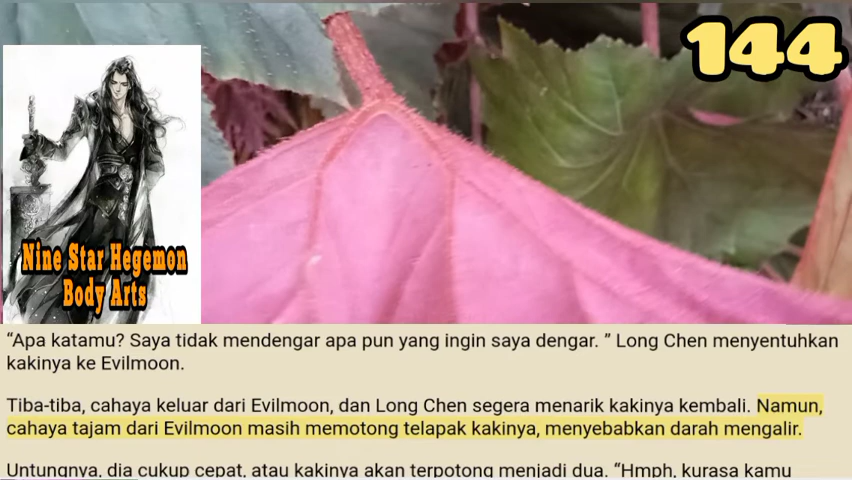 144
Nine Star Hegemon
Body Arts
“Apa katamu? Saya tidak mendengar apa pun yang ingin saya dengar. ” Long Chen menyentuhkan
kakinya ke Evilmoon.
Tiba-tiba, cahaya keluar dari Evilmoon, dan Long Chen segera menarik kakinya kembali. Namun,
cahaya tajam dari Evilmoon masih memotong telapak kakinya, menyebabkan darah mengalir.
Untungnya, dia cukup cepat, atau kakinya akan terpotong menjadi dua. “Hmph, kurasa kamu